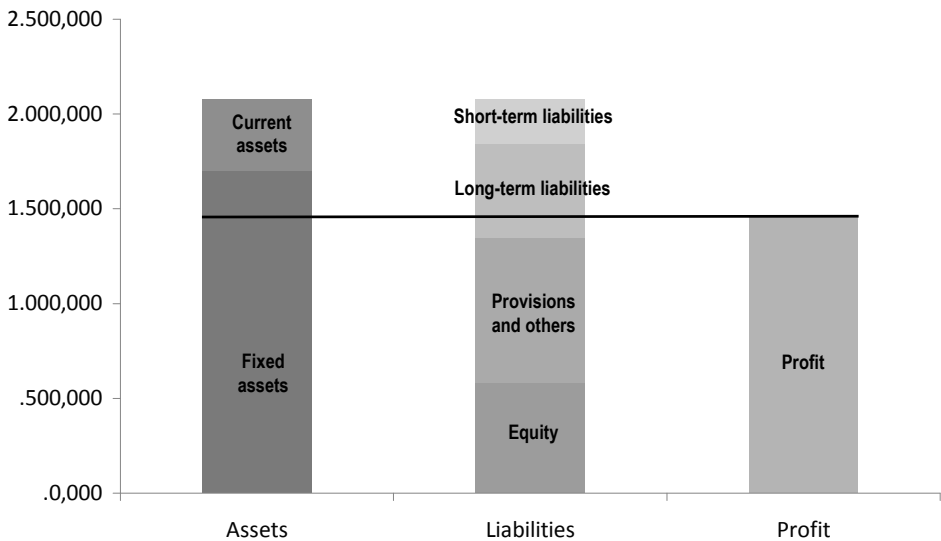 2.500,000
2.000,000
1.500,000
1.000,000
.500,000
.0,000
Current
assets
Fixed
assets
Short-term liabilities
Long-term liabilities
Provisions
and others
Equity
Profit
Assets
Liabilities
Profit